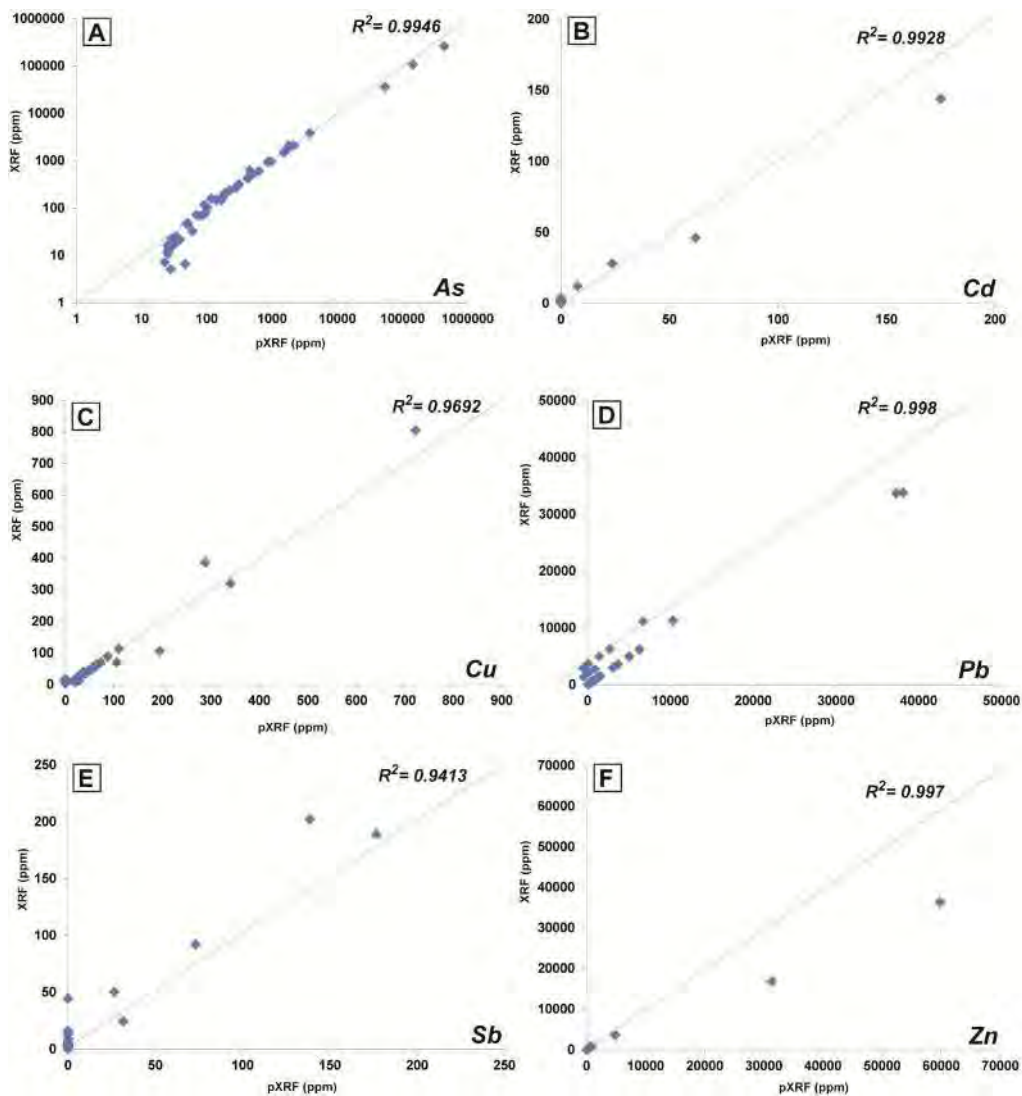 A
R²= 0.9946
1000000
100000
10000
1000
100
10
1
XRF (ppm)
As
1
10
100
1000
10000
100000
1000000
pXRF (ppm)
B
R²= 0.9928
200
150
100
50
0
XRF (ppm)
Cd
0
50
100
150
200
pXRF (ppm)
C
R²= 0.9692
900
800
700
600
500
400
300
200
100
0
XRF (ppm)
Cu
0
100
200
300
400
500
600
700
800
900
pXRF (ppm)
D
R²= 0.998
50000
40000
30000
20000
10000
0
XRF (ppm)
Pb
0
10000
20000
30000
40000
50000
pXRF (ppm)
E
R²= 0.9413
250
200
150
100
50
0
XRF (ppm)
Sb
0
50
100
150
200
250
pXRF (ppm)
F
R²= 0.997
70000
60000
50000
40000
30000
20000
10000
0
XRF (ppm)
Zn
0
10000
20000
30000
40000
50000
60000
70000
pXRF (ppm)